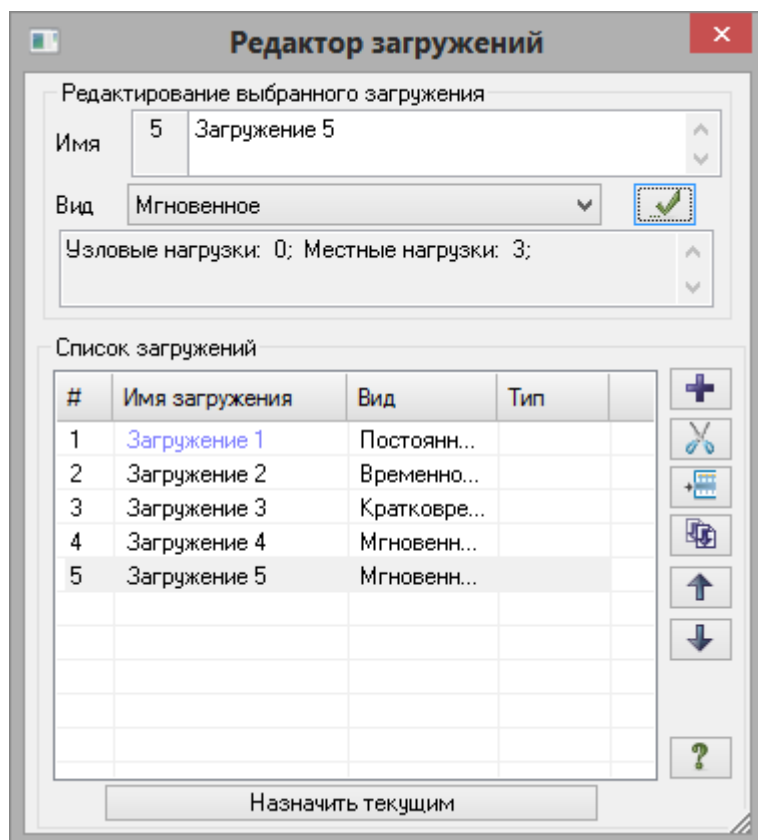 Редактор загружений
Редактирование выбранного загружения
Имя 5 Загружение 5
Вид Мгновенное
Узловые нагрузки: 0; Местные нагрузки: 3;
Список загружений
# Имя загружения Вид Тип
1 Загружение 1 Постоянн...
2 Загружение 2 Временно...
3 Загружение 3 Кратковре...
4 Загружение 4 Мгновенн...
5 Загружение 5 Мгновенн...
Назначить текущим